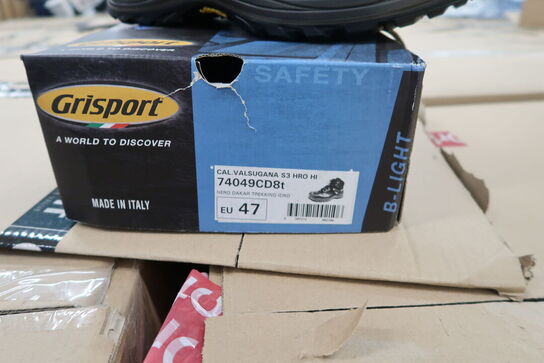 SAFETY
Grisport
A WORLD TO DISCOVER
MADE IN ITALY
CAL.VALSUGANA S3 HRO HI
74049CD8t
NERO DAKAR TREKKING IDRO
EU 47
B-LIGHT